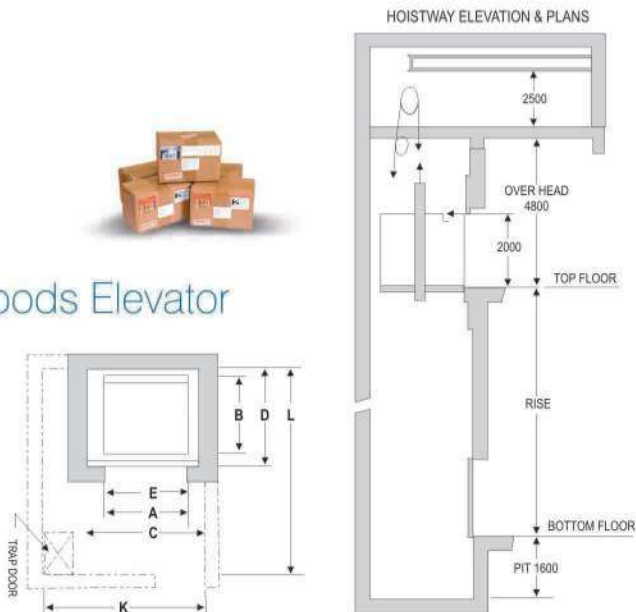 HOISTWAY ELEVATION & PLANS
2500
OVER HEAD
4800
2000
TOP FLOOR
RISE
BOTTOM FLOOR
PIT 1600
oods Elevator
B
D
L
E
A
C
K
TRAP DOOR